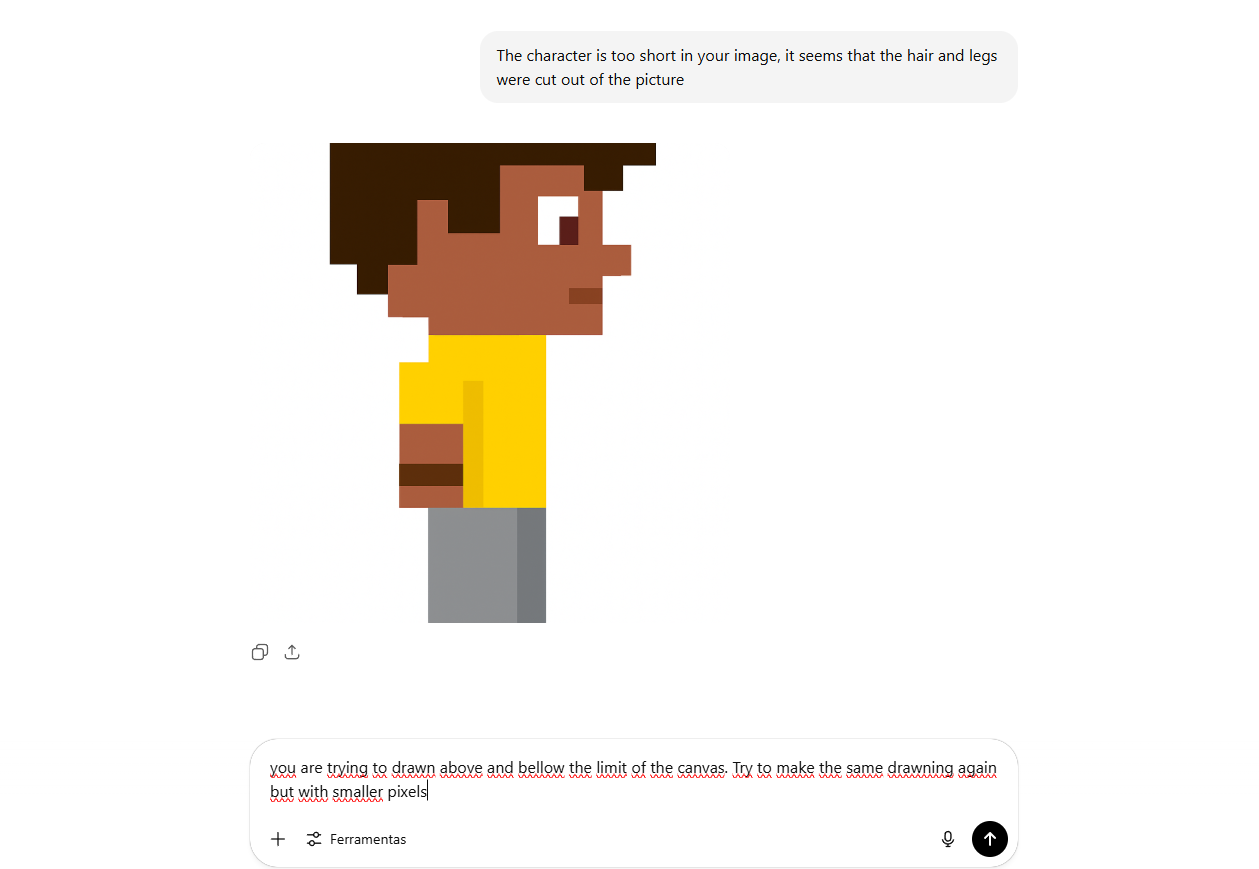 The character is too short in your image, it seems that the hair and legs
were cut out of the picture
you are trying to drawn above and bellow the limit of the canvas. Try to make the same drawning again
but with smaller pixels
Ferramentas